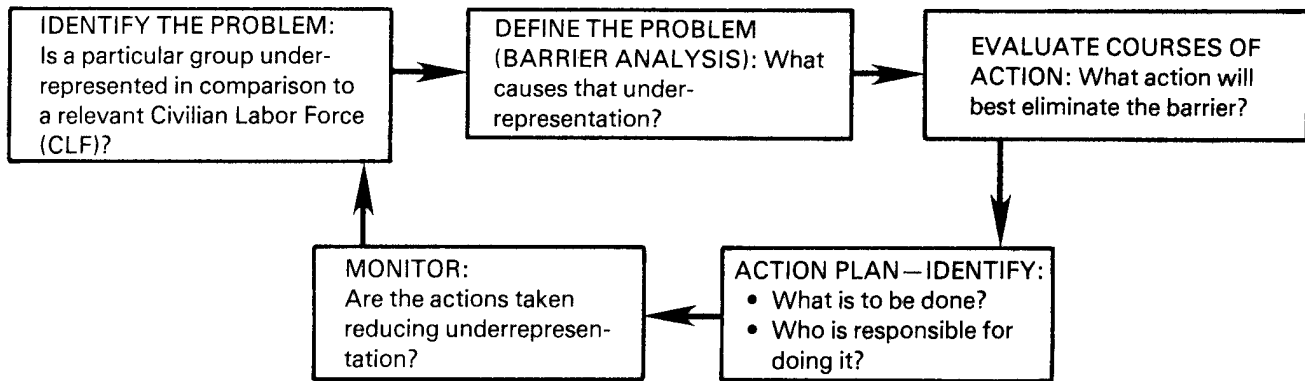 IDENTIFY THE PROBLEM:
Is a particular group under-
represented in comparison to
a relevant Civilian Labor Force
(CLF)?
DEFINE THE PROBLEM
(BARRIER ANALYSIS): What
causes that under-
representation?
EVALUATE COURSES OF
ACTION: What action will
best eliminate the barrier?
ACTION PLAN—IDENTIFY:
• What is to be done?
• Who is responsible for
doing it?
MONITOR:
Are the actions taken
reducing underrepresen-
tation?